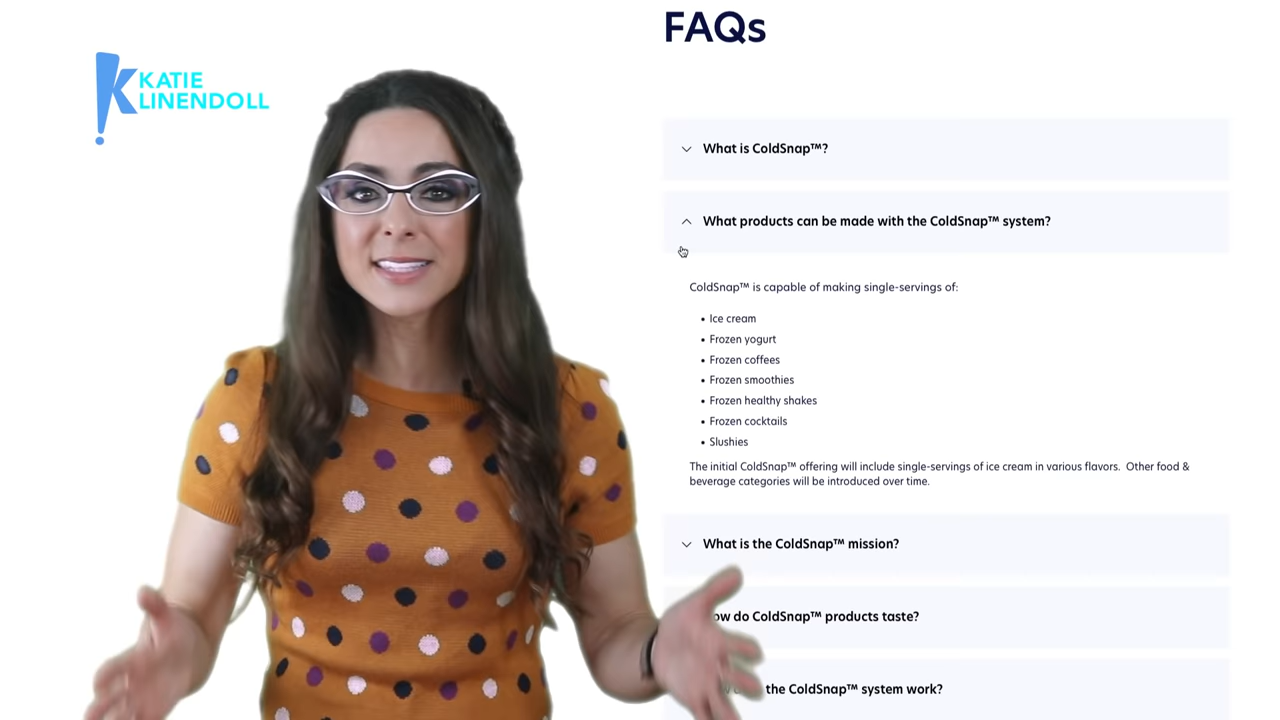 KATIE
LINENDOLL
FAQs
What is ColdSnap™?
What products can be made with the ColdSnap™ system?
ColdSnap™ is capable of making single-servings of:
• Ice cream
• Frozen yogurt
• Frozen coffees
• Frozen smoothies
• Frozen healthy shakes
• Frozen cocktails
• Slushies
The initial ColdSnap™ offering will include single-servings of ice cream in various flavors. Other food &
beverage categories will be introduced over time.
What is the ColdSnap™ mission?
do ColdSnap™ products taste?
the ColdSnap™ system work?